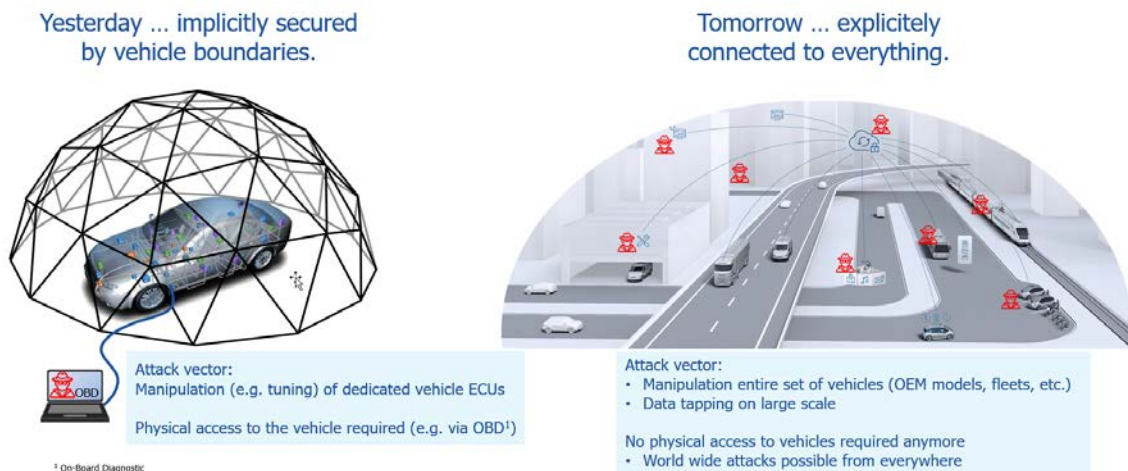 Yesterday ... implicitly secured
by vehicle boundaries.
OBD
Attack vector:
Manipulation (e.g. tuning) of dedicated vehicle ECUs
Physical access to the vehicle required (e.g. via OBD¹)
¹ On-Board Diagnostic
Tomorrow ... explicitely
connected to everything.
Attack vector:
• Manipulation entire set of vehicles (OEM models, fleets, etc.)
• Data tapping on large scale
No physical access to vehicles required anymore
• World wide attacks possible from everywhere